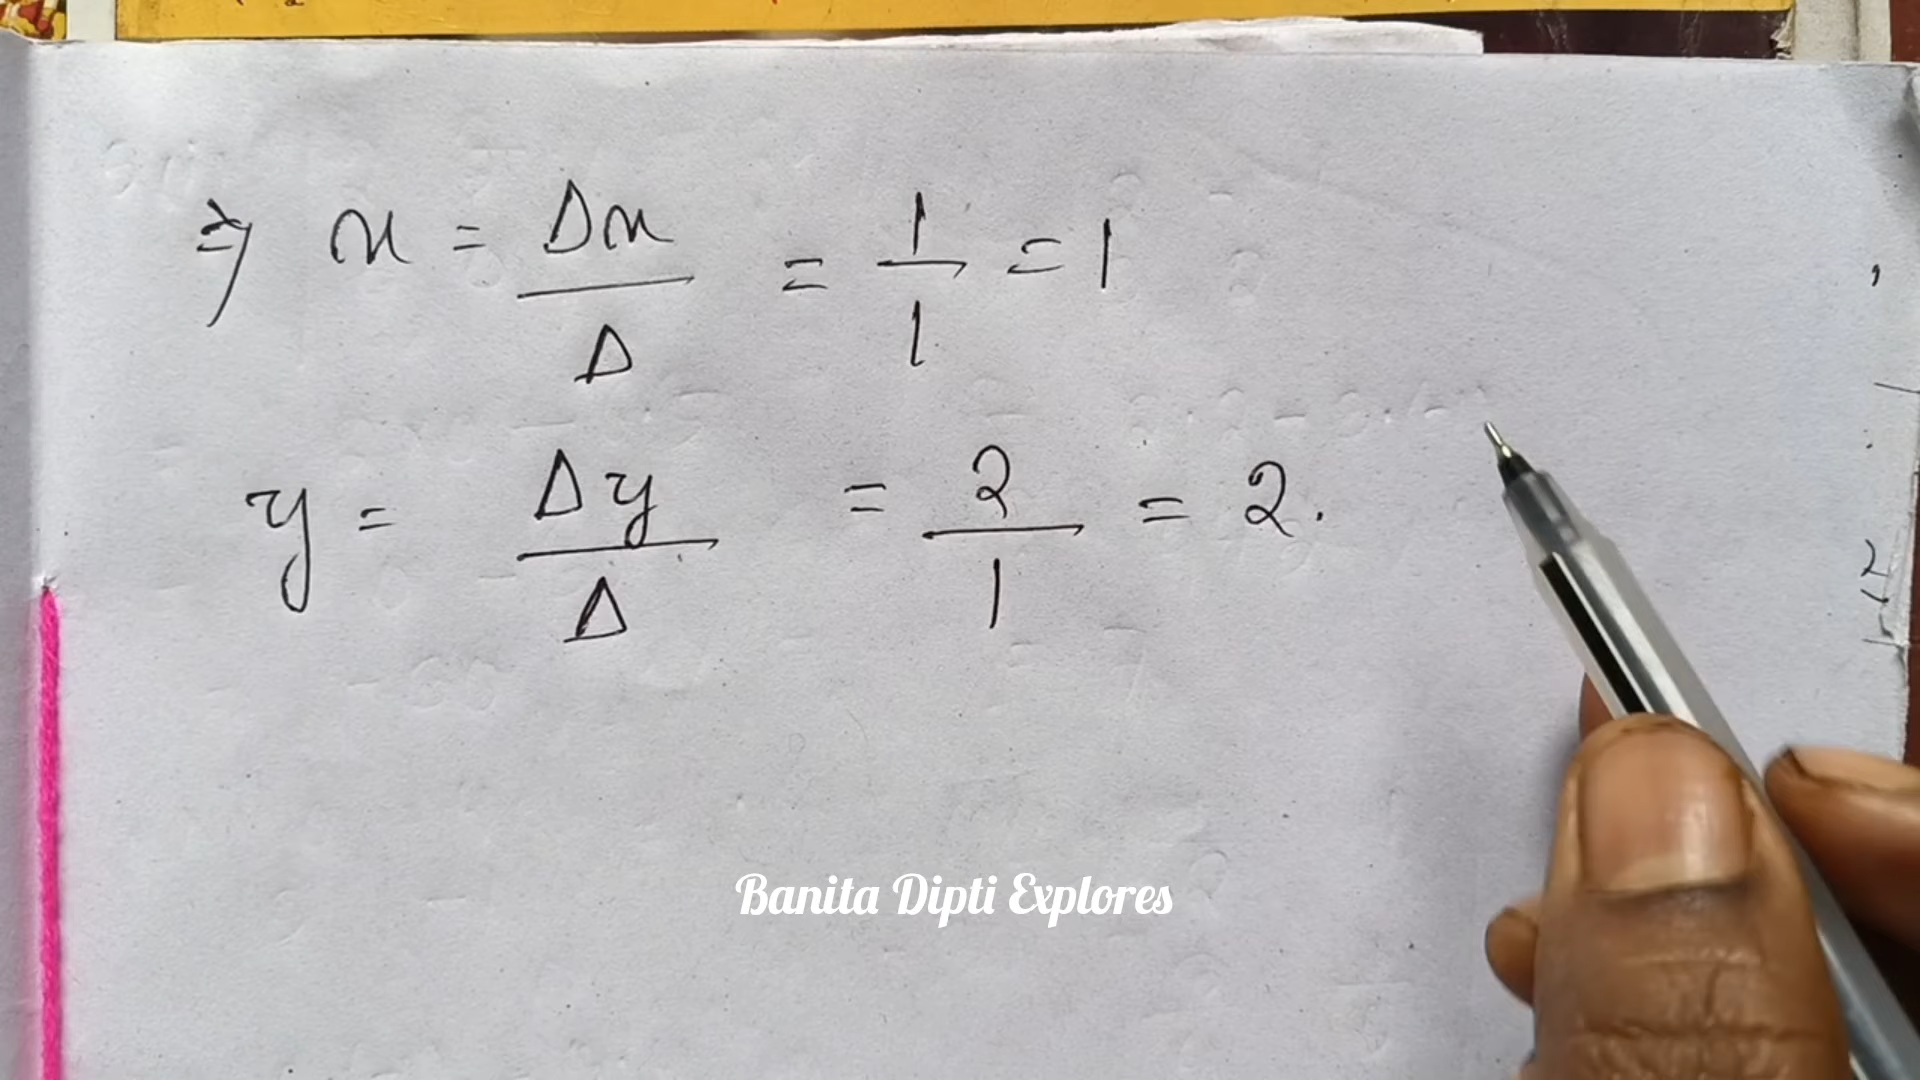 ⇒ x = Δx / Δ = 1 / 1 = 1
y = Δy / Δ = 2 / 1 = 2.
Banita Dipti Explores